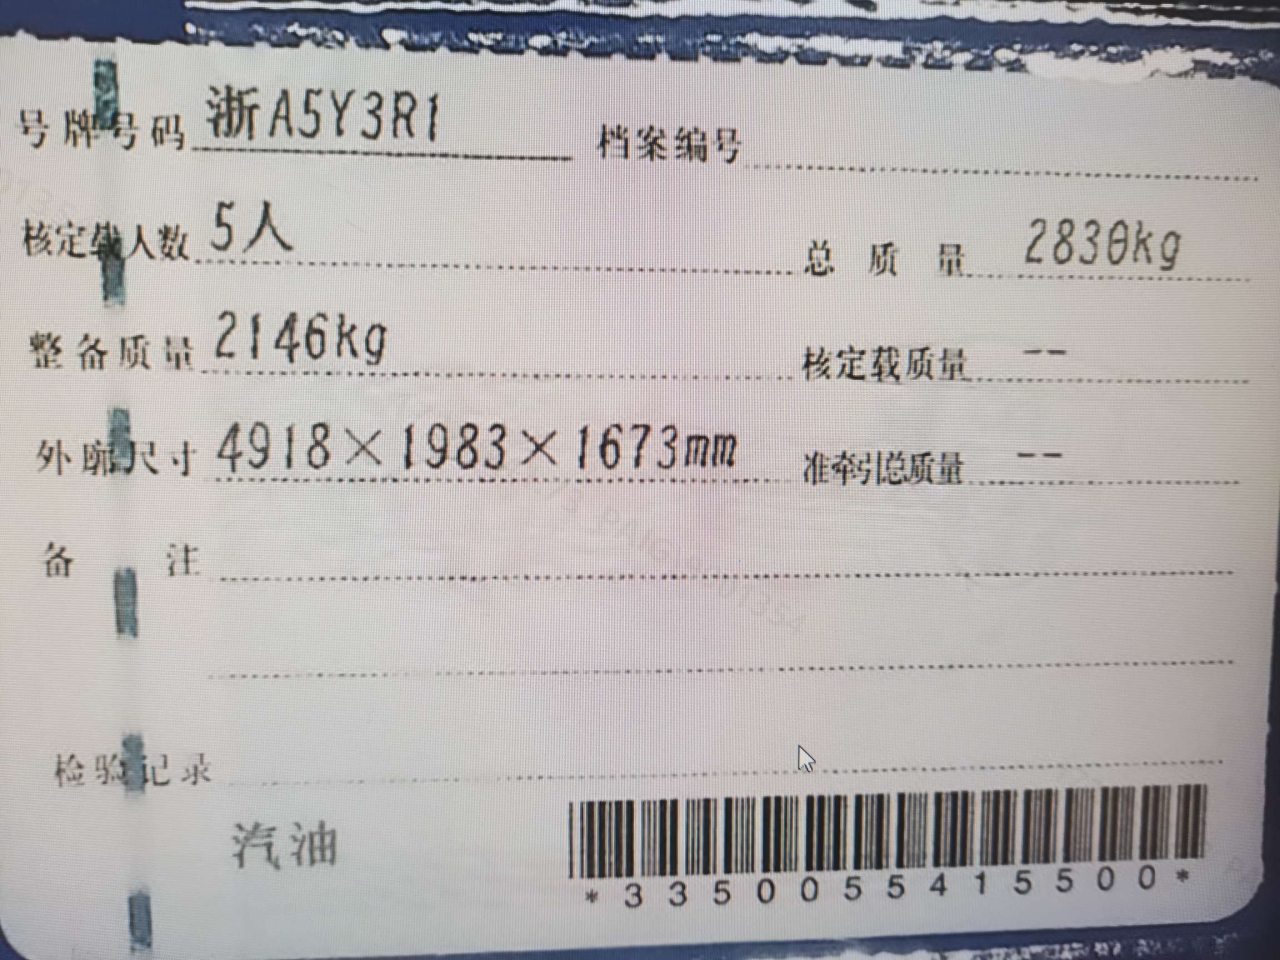 号牌号码 浙A5Y3R1 档案编号
核定载人数 5人 总质量 2830kg
整备质量 2146kg 核定载质量 --
外廓尺寸 4918×1983×1673mm 准牵引总质量 --
备注
检验记录
汽油
*3350055415500*